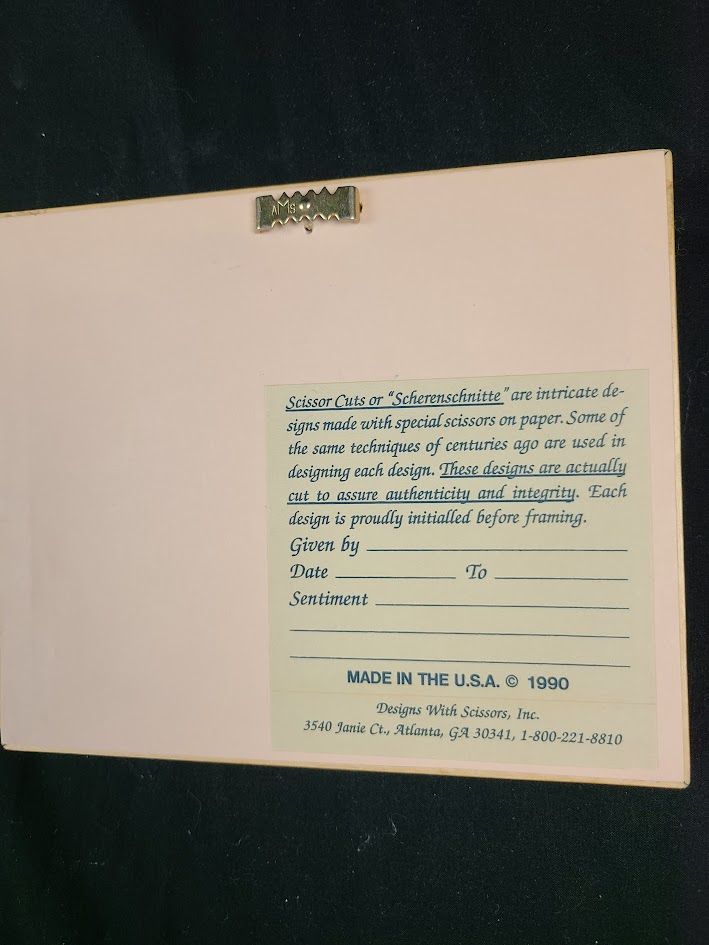 AMS
Scissor Cuts or "Scherenschnitte" are intricate de-
signs made with special scissors on paper. Some of
the same techniques of centuries ago are used in
designing each design. These designs are actually
cut to assure authenticity and integrity. Each
design is proudly initialled before framing.
Given by
Date To
Sentiment
MADE IN THE U.S.A. © 1990
Designs With Scissors, Inc.
3540 Janie Ct., Atlanta, GA 30341, 1-800-221-8810